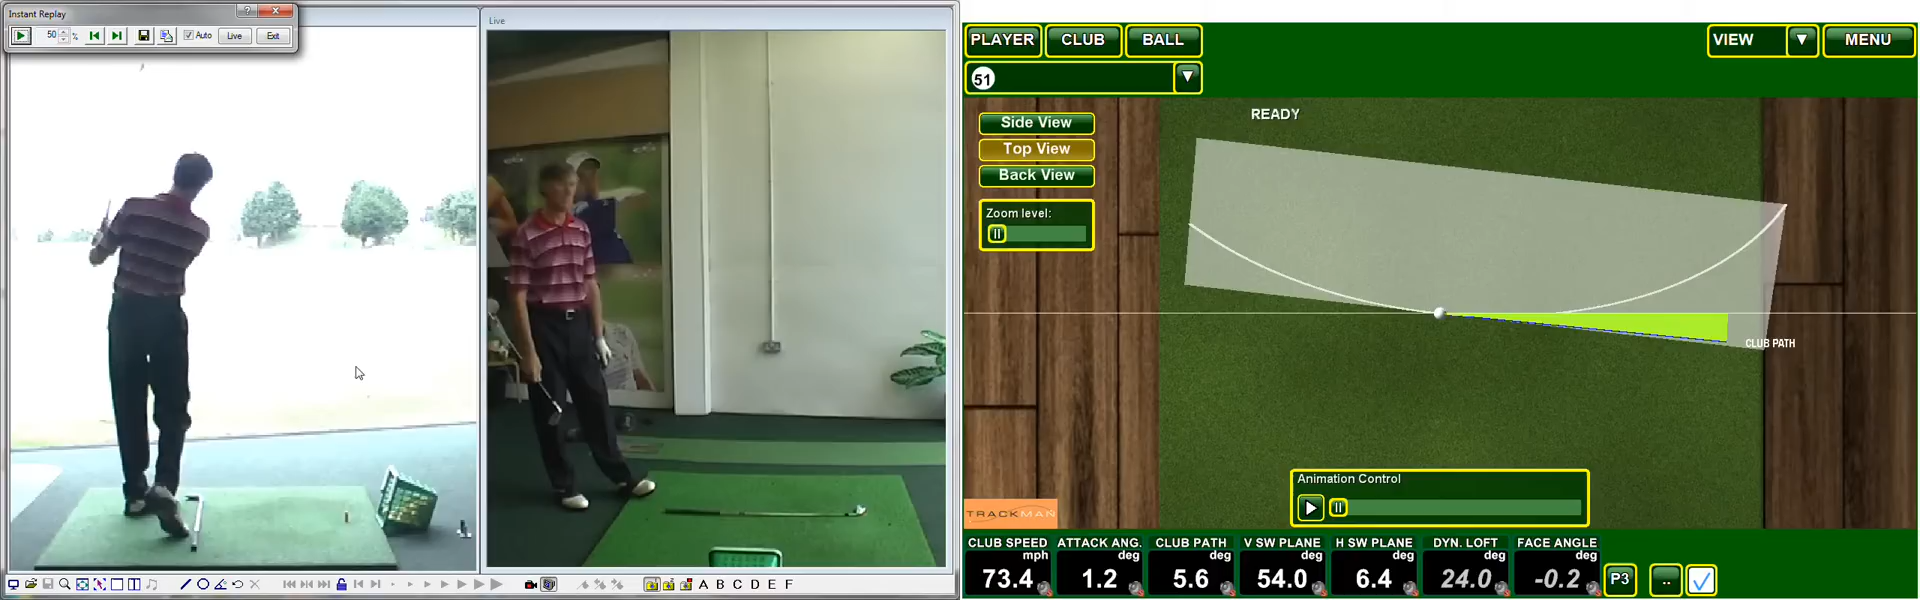 Instant Replay
50 %
Auto
Live
Exit
Live
A B C D E F
PLAYER
CLUB
BALL
VIEW
MENU
51
READY
Side View
Top View
Back View
Zoom level:
CLUB PATH
Animation Control
TRACKMAN
CLUB SPEED
mph
73.4
ATTACK ANG.
deg
1.2
CLUB PATH
deg
5.6
V SW PLANE
deg
54.0
H SW PLANE
deg
6.4
DYN. LOFT
deg
24.0
FACE ANGLE
deg
-0.2
P3
..